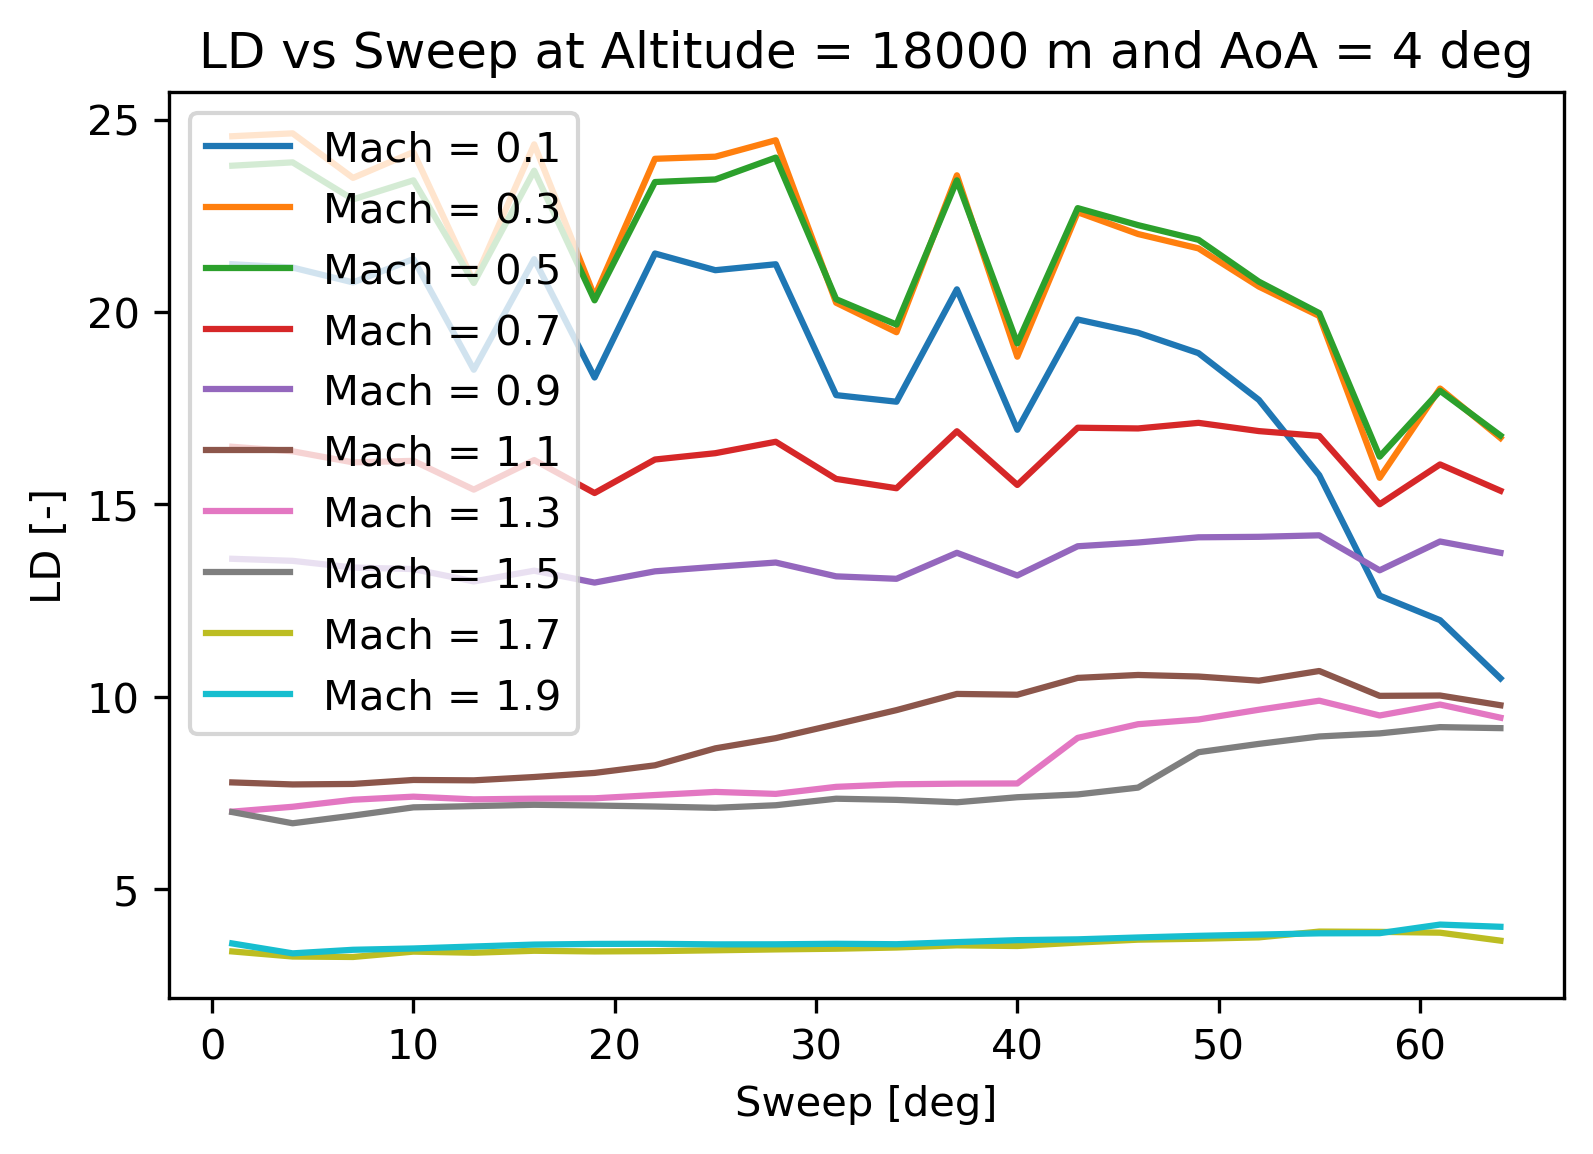 LD vs Sweep at Altitude = 18000 m and AoA = 4 deg
25
20
15
10
5
LD [-]
Mach = 0.1
Mach = 0.3
Mach = 0.5
Mach = 0.7
Mach = 0.9
Mach = 1.1
Mach = 1.3
Mach = 1.5
Mach = 1.7
Mach = 1.9
0 10 20 30 40 50 60
Sweep [deg]